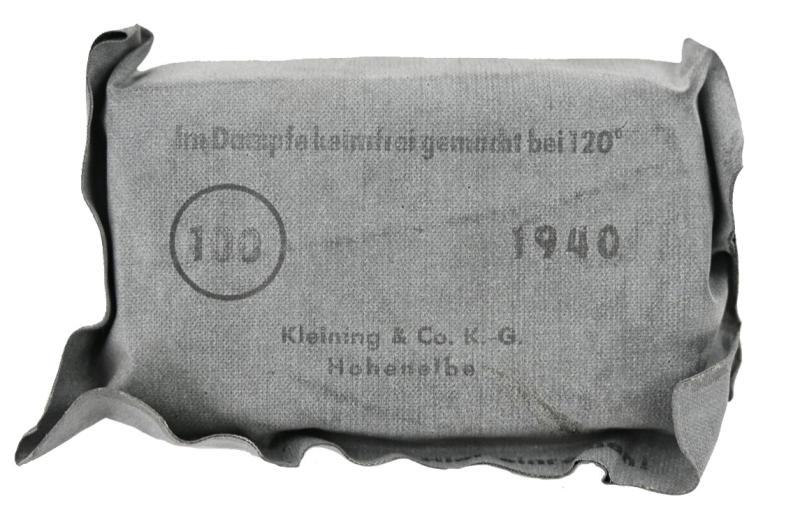 Im Dampfe keimfrei gemacht bei 120°
100 1940
Kleining & Co. K.-G.
Hohenelbe